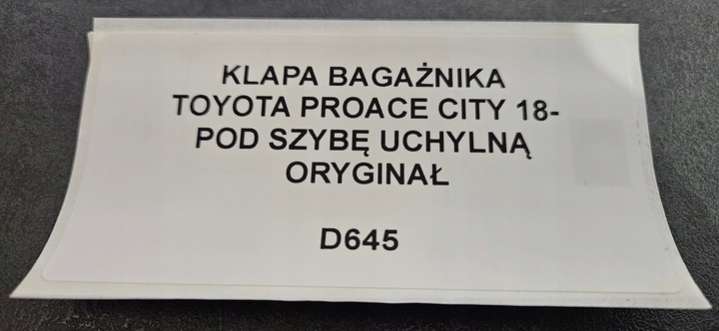 KLAPA BAGAŻNIKA
TOYOTA PROACE CITY 18-
POD SZYBĘ UCHYLNĄ
ORYGINAŁ
D645